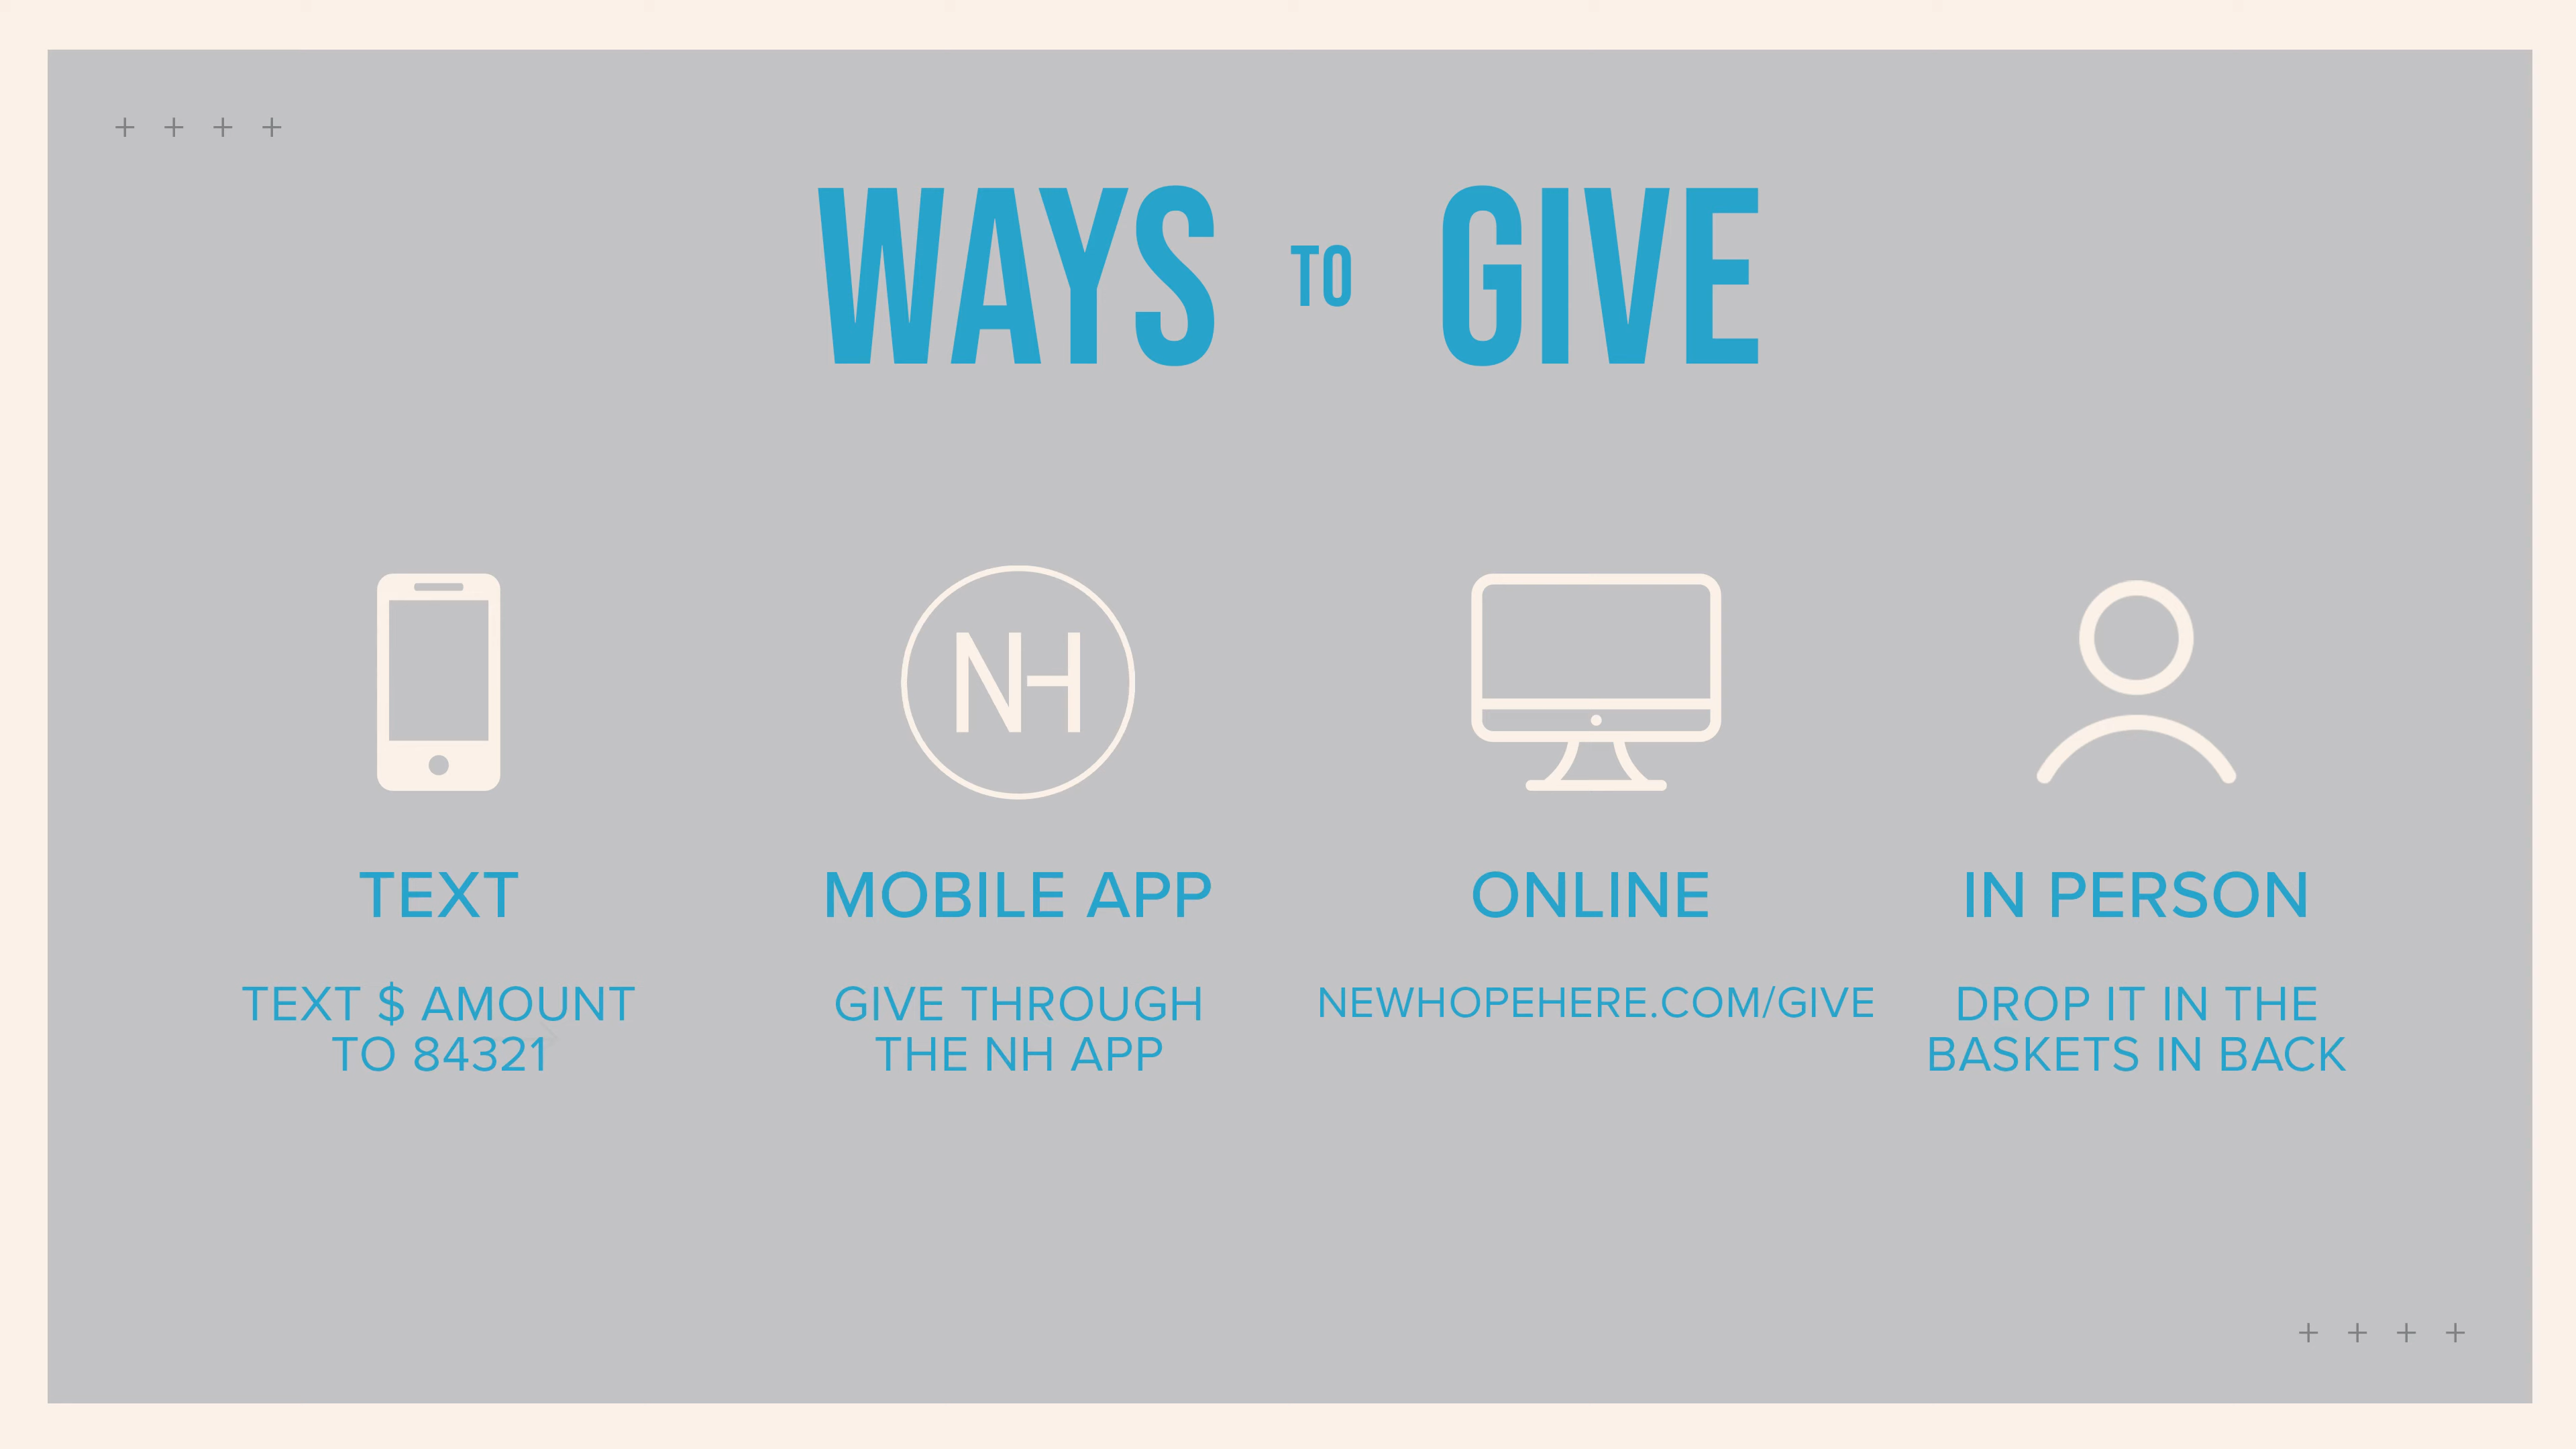 WAYS TO GIVE
NH
TEXT
TEXT $ AMOUNT
TO 84321
MOBILE APP
GIVE THROUGH
THE NH APP
ONLINE
NEWHOPEHERE.COM/GIVE
IN PERSON
DROP IT IN THE
BASKETS IN BACK